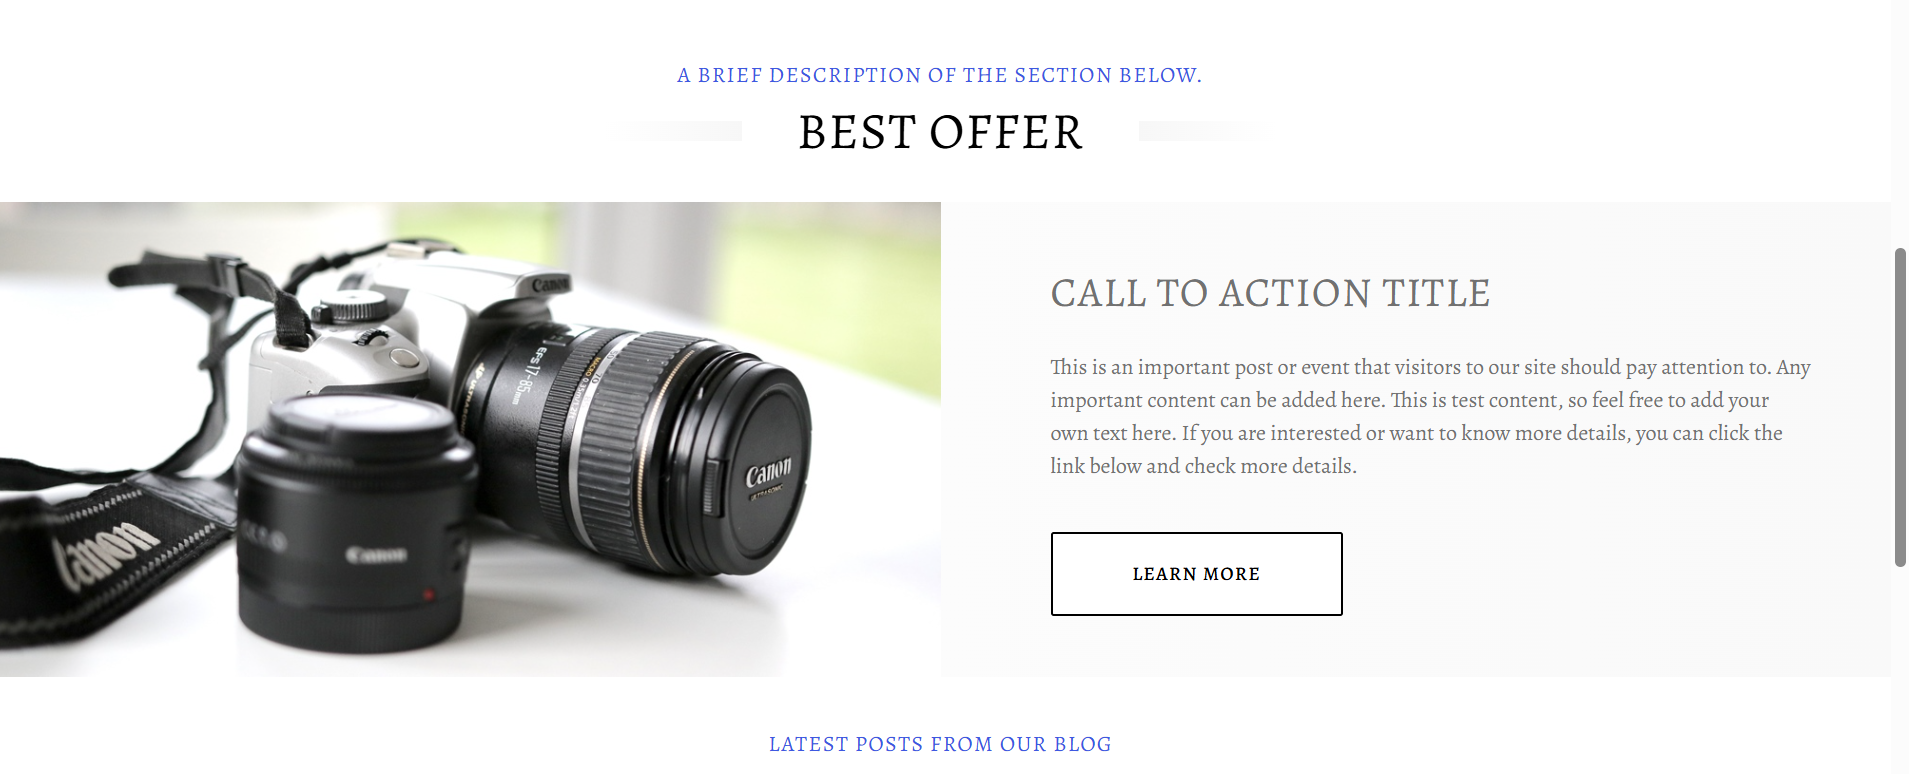 A BRIEF DESCRIPTION OF THE SECTION BELOW.
BEST OFFER
Canon
EFS 17-85mm
Canon
ULTRASONIC
Canon
Canon
CALL TO ACTION TITLE
This is an important post or event that visitors to our site should pay attention to. Any
important content can be added here. This is test content, so feel free to add your
own text here. If you are interested or want to know more details, you can click the
link below and check more details.
LEARN MORE
LATEST POSTS FROM OUR BLOG